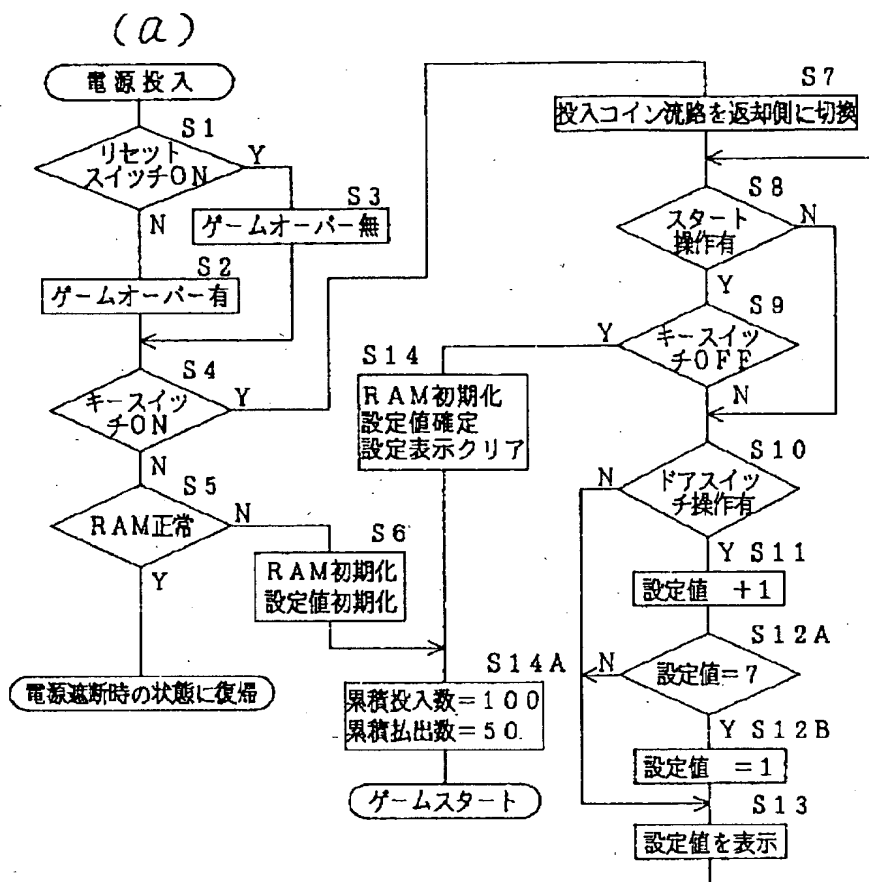 (a)
電源投入
S1
リセット
スイッチON
Y
N
S3
ゲームオーバー無
S2
ゲームオーバー有
S4
キースイッ
チON
Y
N
S5
RAM正常
N
Y
S6
RAM初期化
設定値初期化
電源遮断時の状態に復帰
S14
RAM初期化
設定値確定
設定表示クリア
S14A
累積投入数=100
累積払出数=50
ゲームスタート
S7
投入コイン流路を返却側に切換
S8
スタート
操作有
N
Y
S9
キースイッ
チOFF
Y
N
S10
ドアスイッ
チ操作有
N
Y S11
設定値 +1
S12A
設定値=7
N
Y S12B
設定値 =1
S13
設定値を表示